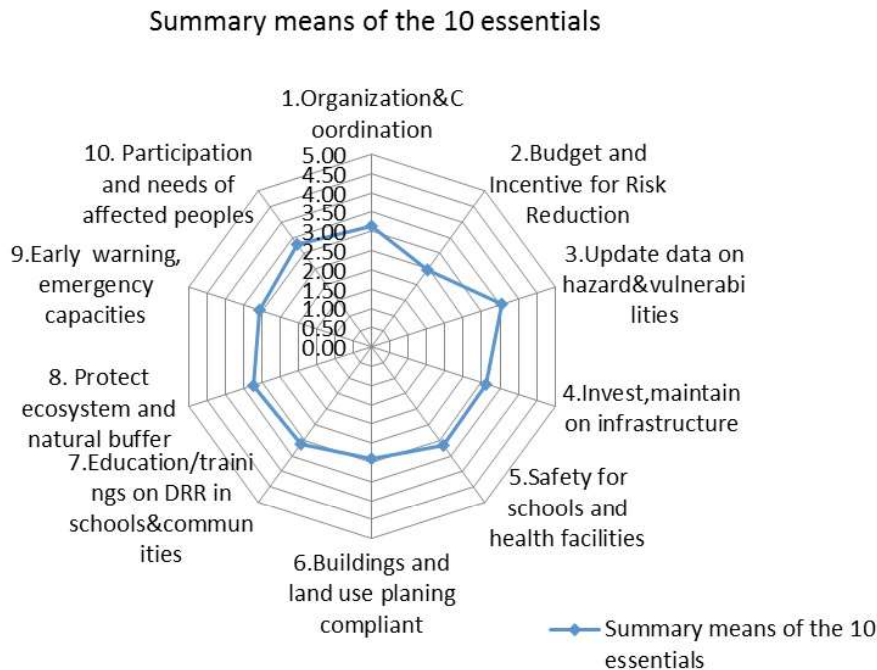 Summary means of the 10 essentials
1.Organization&C
oordination
2.Budget and
Incentive for Risk
Reduction
3.Update data on
hazard&vulnerabi
lities
4.Invest,maintain
on infrastructure
5.Safety for
schools and
health facilities
6.Buildings and
land use planing
compliant
7.Education/traini
ngs on DRR in
schools&commun
ities
8. Protect
ecosystem and
natural buffer
9.Early warning,
emergency
capacities
10. Participation
and needs of
affected peoples
5.00
4.50
4.00
3.50
3.00
2.50
2.00
1.50
1.00
0.50
0.00
Summary means of the 10
essentials